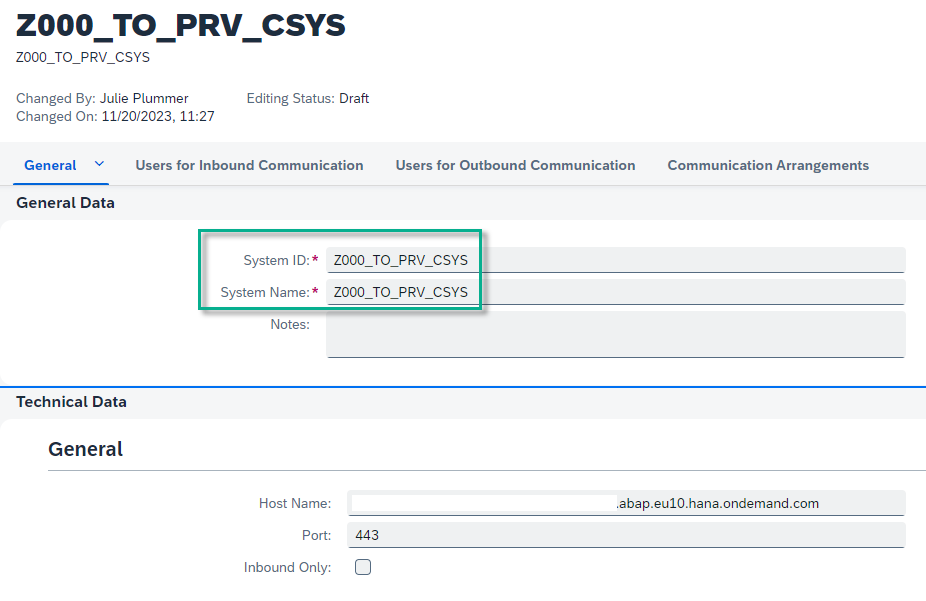 Z000_TO_PRV_CSYS
Z000_TO_PRV_CSYS
Changed By: Julie Plummer Editing Status: Draft
Changed On: 11/20/2023, 11:27
General Users for Inbound Communication Users for Outbound Communication Communication Arrangements
General Data
System ID:* Z000_TO_PRV_CSYS
System Name:* Z000_TO_PRV_CSYS
Notes:
Technical Data
General
Host Name: .abap.eu10.hana.ondemand.com
Port: 443
Inbound Only: